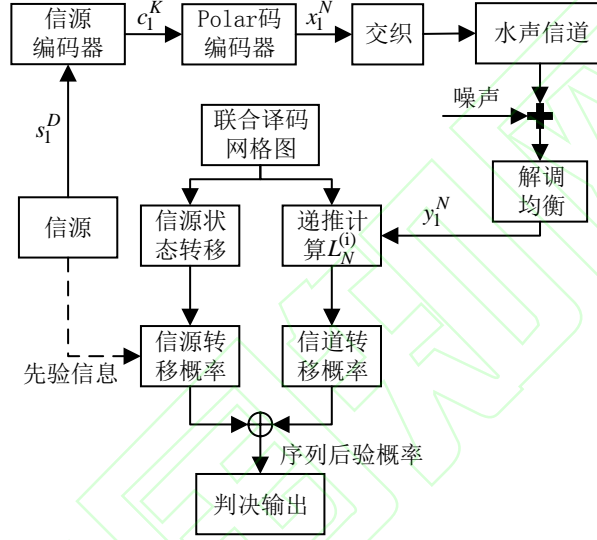 信源
编码器
c_1^K
Polar码
编码器
x_1^N
交织
水声信道
噪声
s_1^D
联合译码
网格图
解调
均衡
信源
信源状
态转移
递推计
算L_N^{(i)}
y_1^N
先验信息
信源转
移概率
信道转
移概率
序列后验概率
判决输出